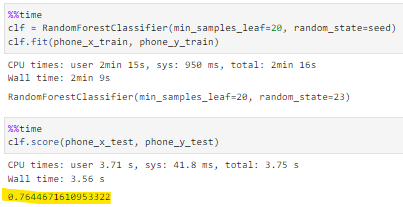 %%time
clf = RandomForestClassifier(min_samples_leaf=20, random_state=seed)
clf.fit(phone_x_train, phone_y_train)
CPU times: user 2min 15s, sys: 950 ms, total: 2min 16s
Wall time: 2min 9s
RandomForestClassifier(min_samples_leaf=20, random_state=23)
%%time
clf.score(phone_x_test, phone_y_test)
CPU times: user 3.71 s, sys: 41.8 ms, total: 3.75 s
Wall time: 3.56 s
0.7644671610953322